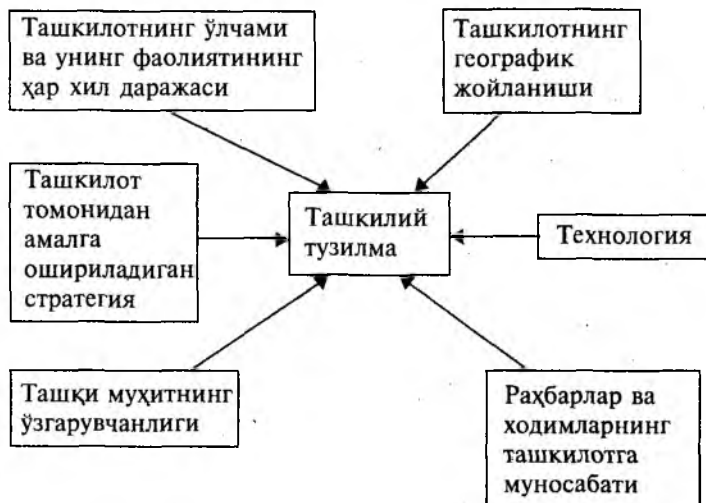 Ташкилотнинг ўлчами
ва унинг фаолиятининг
ҳар хил даражаси
Ташкилотнинг
географик
жойланиши
Ташкилот
томонидан
амалга
ошириладиган
стратегия
Ташкилий
тузилма
Технология
Ташқи муҳитнинг
ўзгарувчанлиги
Раҳбарлар ва
ходимларнинг
ташкилотга
муносабати